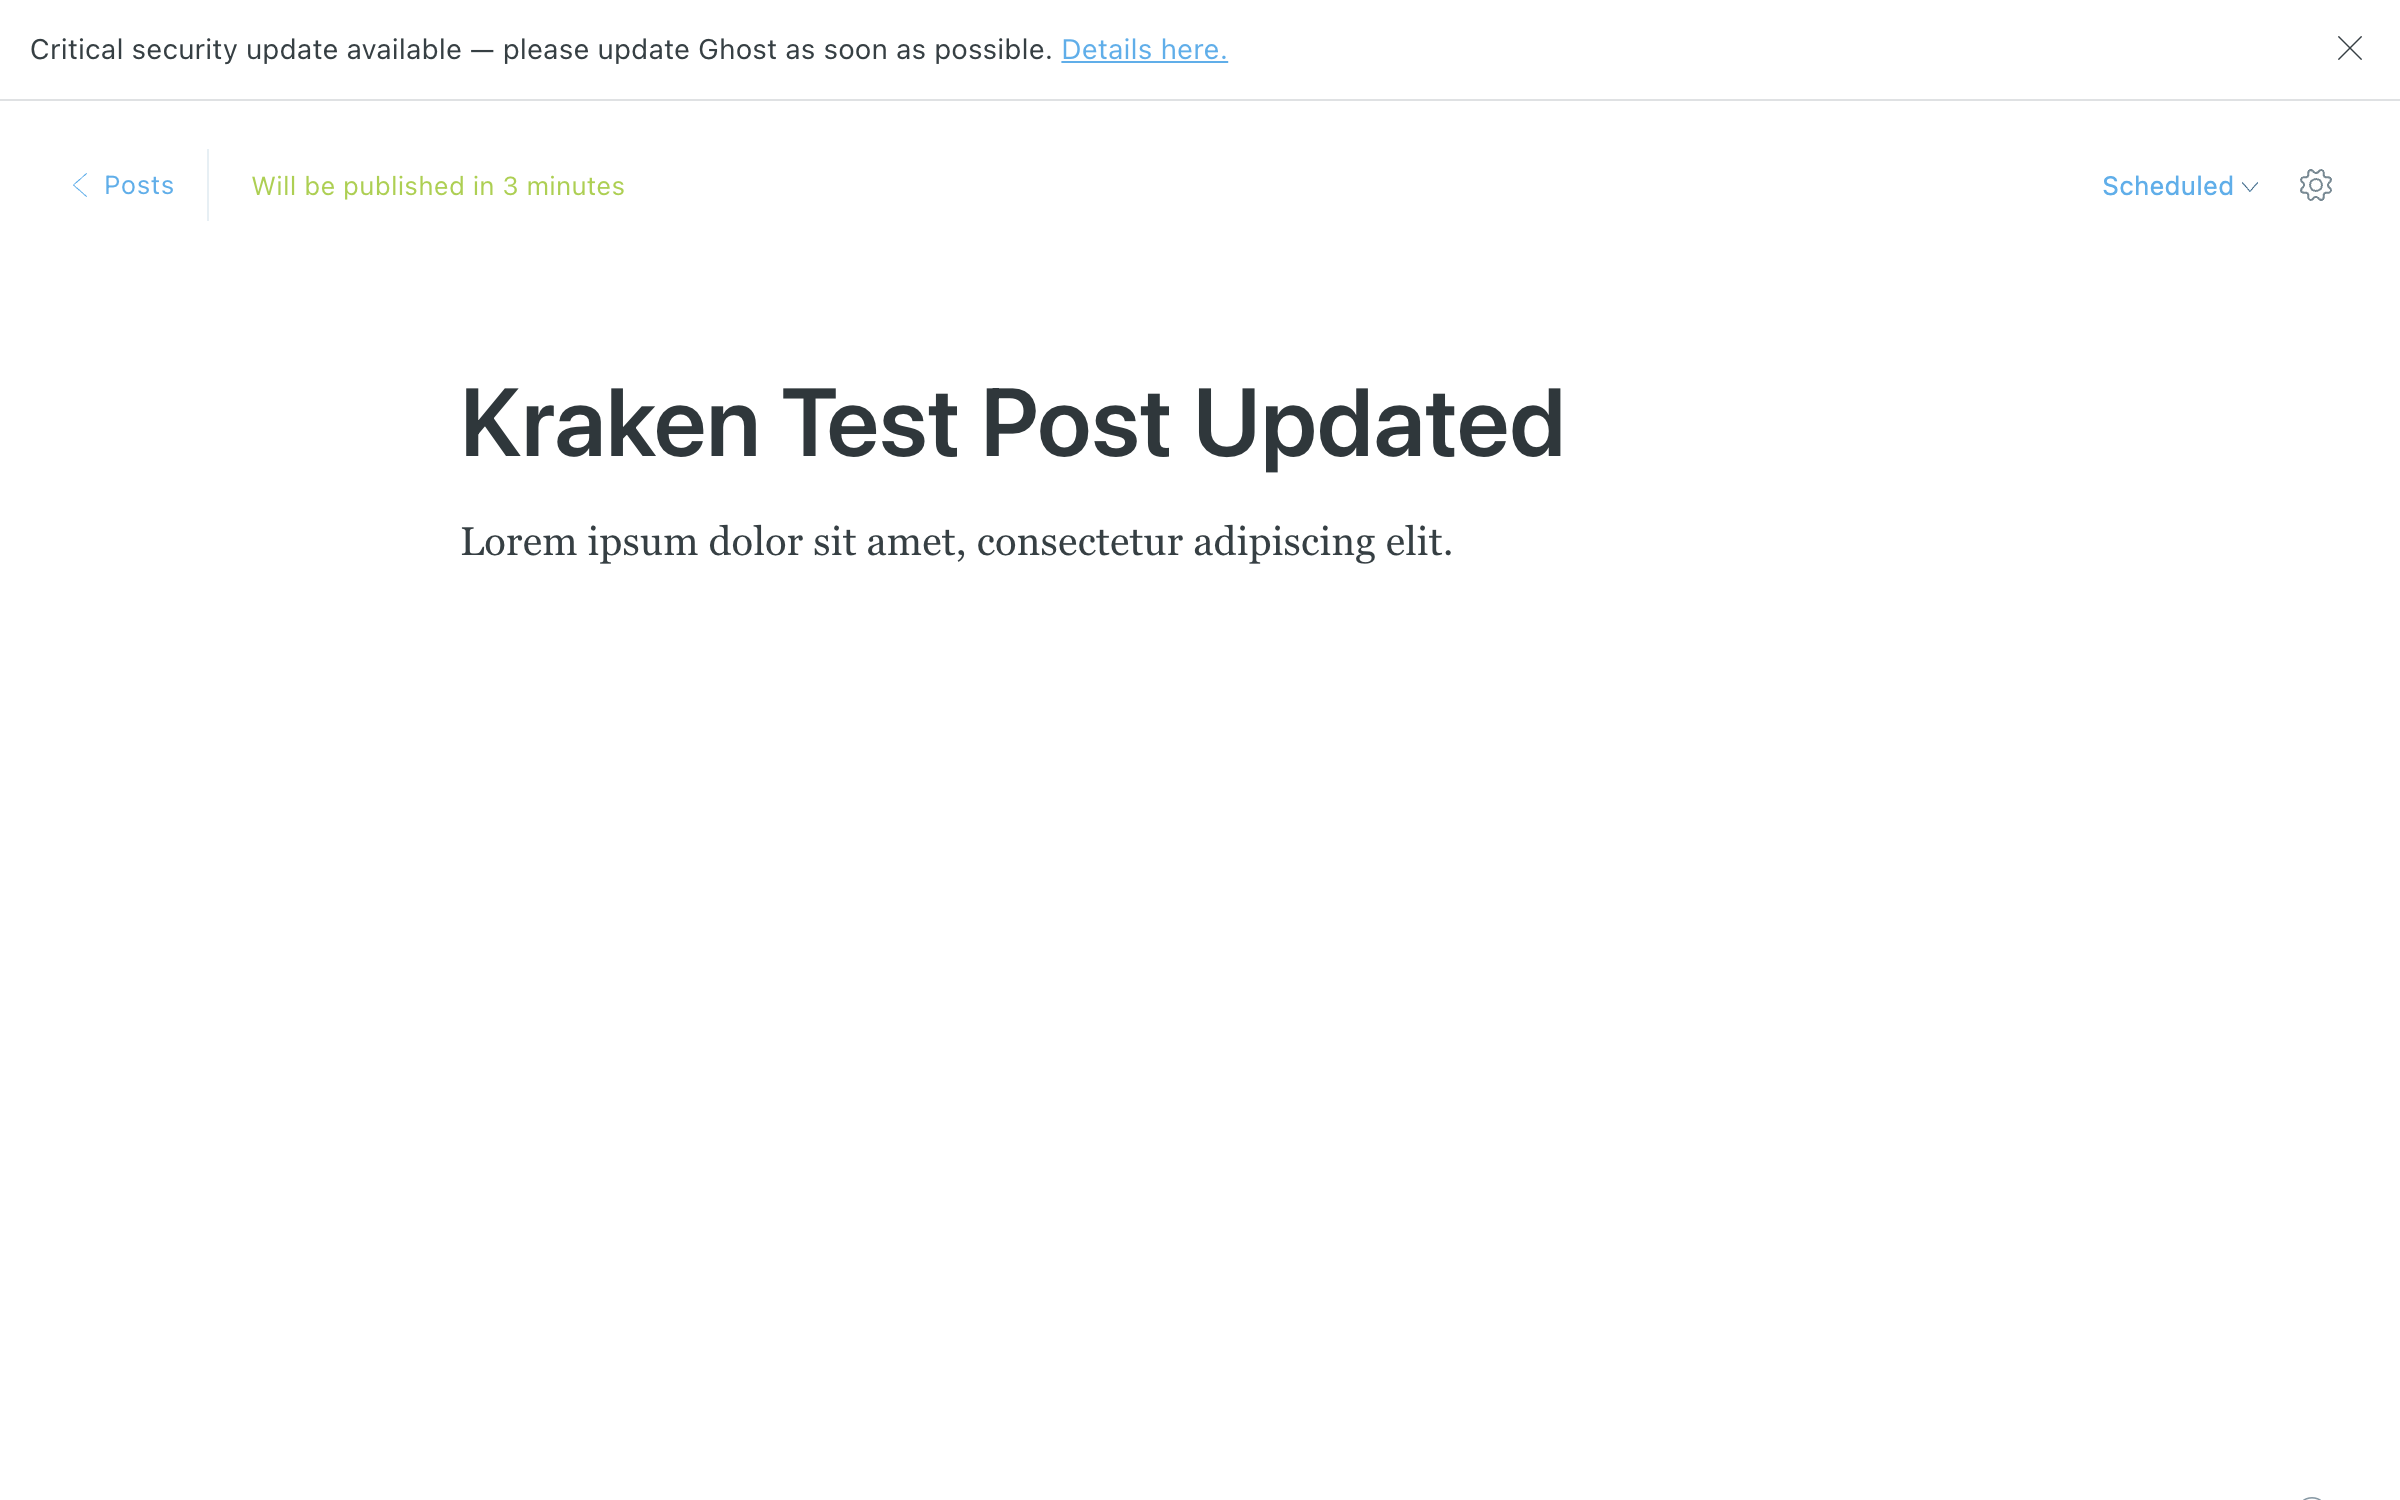 Critical security update available — please update Ghost as soon as possible. Details here.
Posts
Will be published in 3 minutes
Scheduled
Kraken Test Post Updated
Lorem ipsum dolor sit amet, consectetur adipiscing elit.